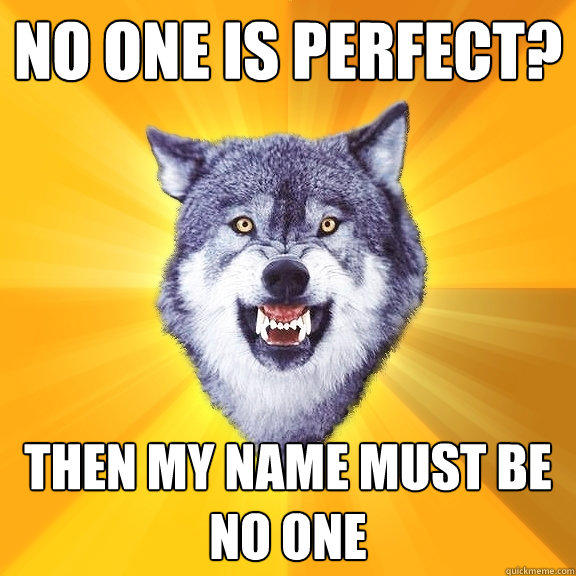 NO ONE IS PERFECT?
THEN MY NAME MUST BE
NO ONE
quickmeme.com